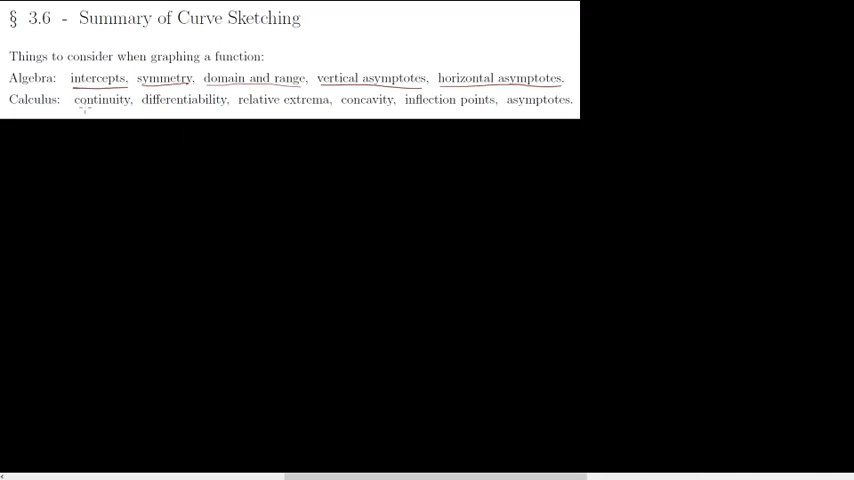 § 3.6 - Summary of Curve Sketching
Things to consider when graphing a function:
Algebra: intercepts, symmetry, domain and range, vertical asymptotes, horizontal asymptotes.
Calculus: continuity, differentiability, relative extrema, concavity, inflection points, asymptotes.